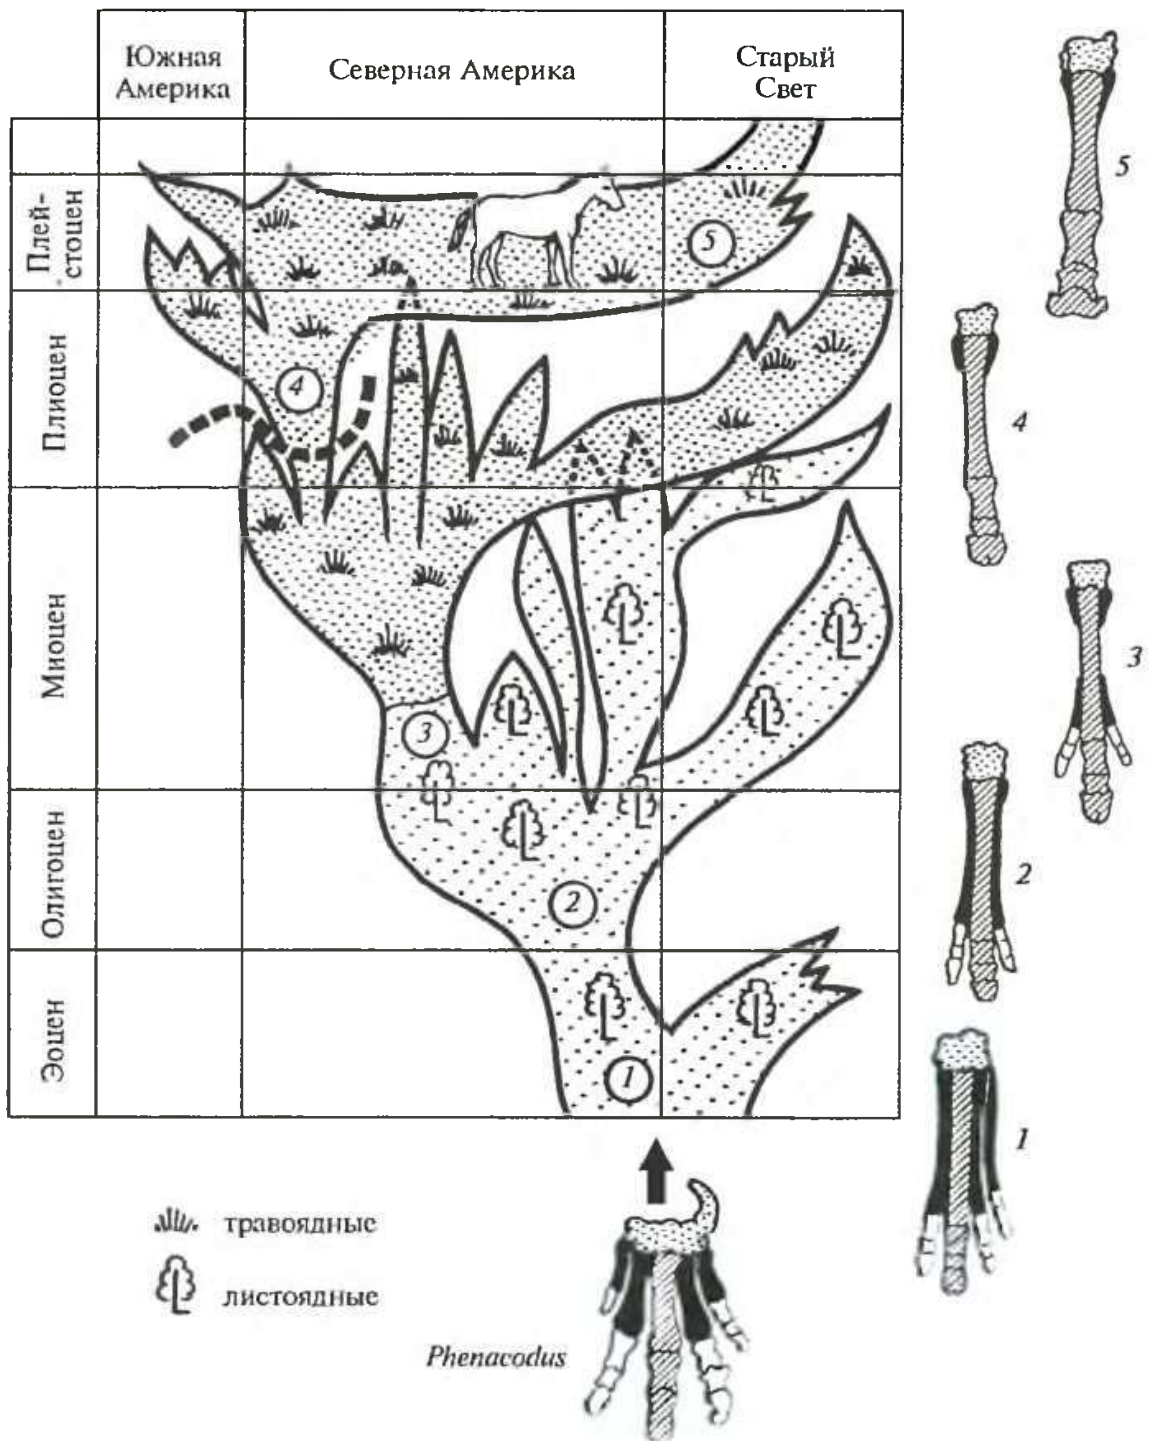 Южная
Америка
Северная Америка
Старый
Свет
Плей-
стоцен
Плиоцен
Миоцен
Олигоцен
Эоцен
5
4
3
2
1
5
4
3
2
1
травоядные
листоядные
Phenacodus